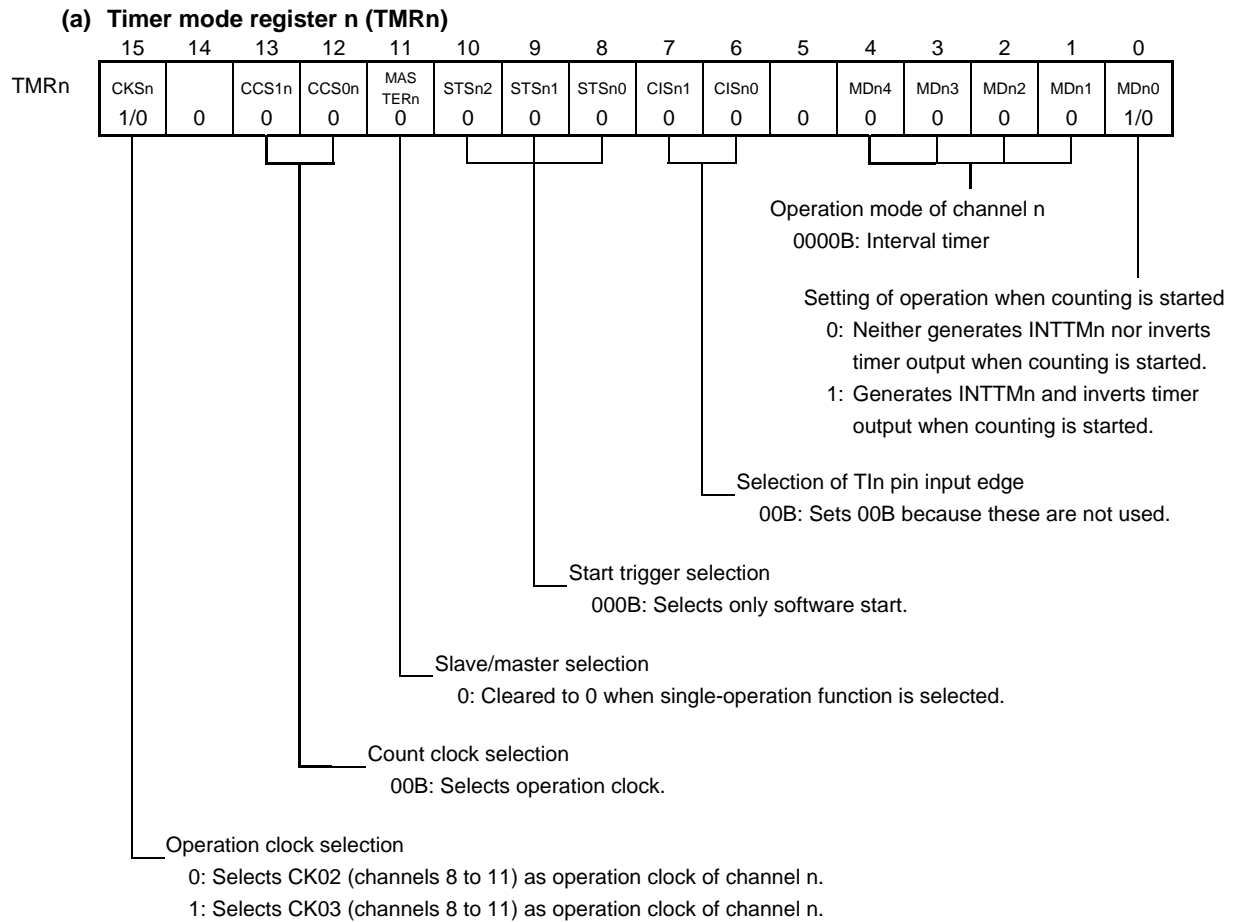 (a) Timer mode register n (TMRn)
15 14 13 12 11 10 9 8 7 6 5 4 3 2 1 0
TMRn CKSn CCS1n CCS0n MAS TERn STSn2 STSn1 STSn0 CISn1 CISn0 MDn4 MDn3 MDn2 MDn1 MDn0
1/0 0 0 0 0 0 0 0 0 0 0 0 0 0 0 1/0
Operation mode of channel n
0000B: Interval timer
Setting of operation when counting is started
0: Neither generates INTTMn nor inverts
timer output when counting is started.
1: Generates INTTMn and inverts timer
output when counting is started.
Selection of TIn pin input edge
00B: Sets 00B because these are not used.
Start trigger selection
000B: Selects only software start.
Slave/master selection
0: Cleared to 0 when single-operation function is selected.
Count clock selection
00B: Selects operation clock.
Operation clock selection
0: Selects CK02 (channels 8 to 11) as operation clock of channel n.
1: Selects CK03 (channels 8 to 11) as operation clock of channel n.